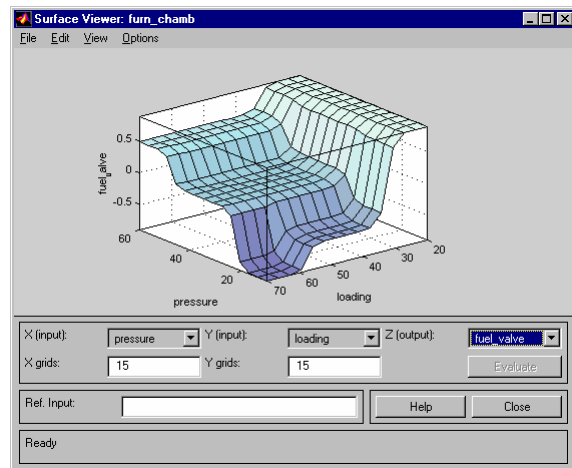 Surface Viewer: furn_chamb
File Edit View Options
0.5
0
-0.5
fuel_valve
60
40
20
pressure
70
60
50
40
30
20
loading
X (input): pressure Y (input): loading Z (output): fuel_valve
X grids: 15 Y grids: 15 Evaluate
Ref. Input: Help Close
Ready